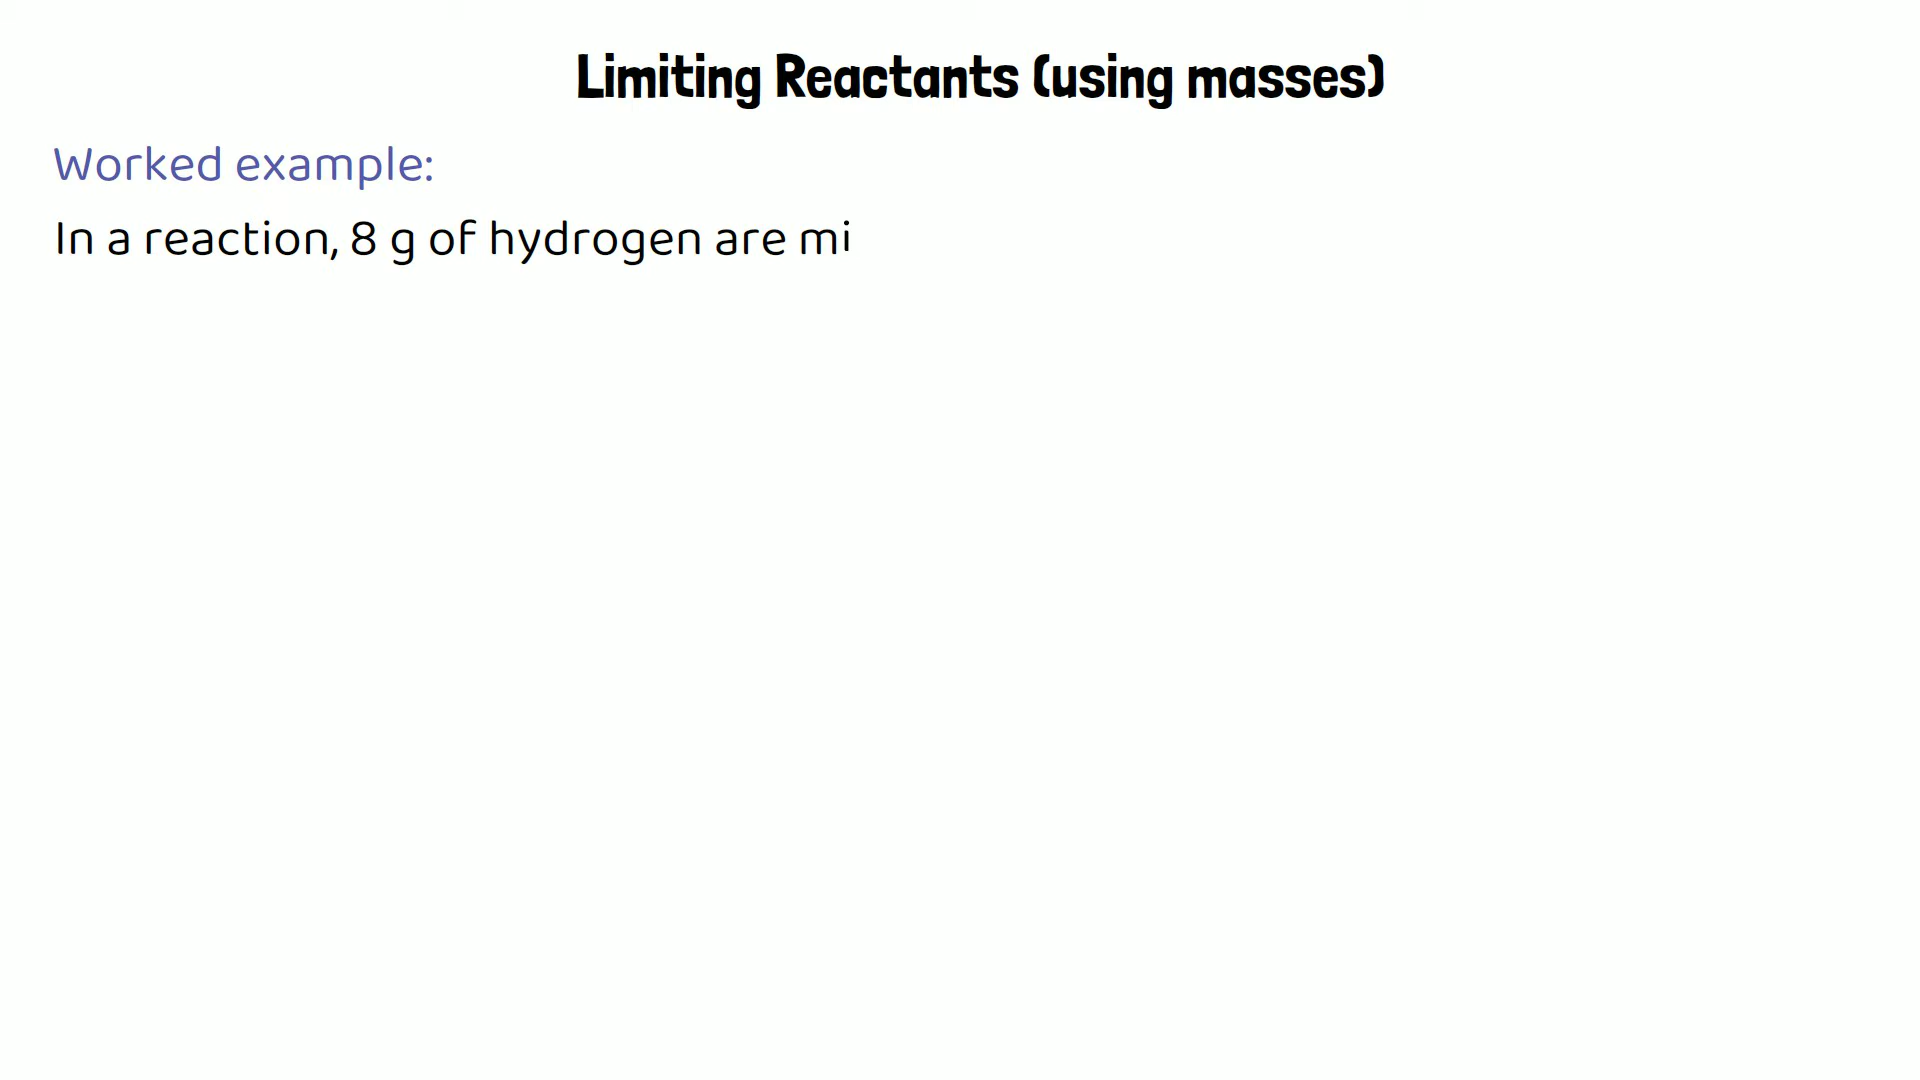 Limiting Reactants (using masses)
Worked example:
In a reaction, 8 g of hydrogen are mi